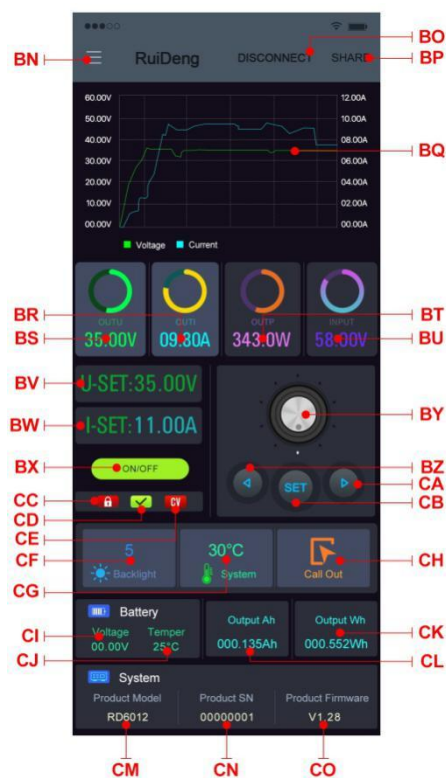 BN RuiDeng DISCONNECT SHARE BO
BP
60.00V 12.00A
50.00V 10.00A
40.00V 08.00A
30.00V 06.00A BQ
20.00V 04.00A
10.00V 02.00A
00.00V 00.00A
Voltage Current
BR OUTU OUTI OUTP INPUT BT
BS 35.00V 09.80A 343.0W 58.00V BU
BV U-SET:35.00V
BW I-SET:11.00A BY
BX ON/OFF BZ
CA
SET CB
CC CV
CD
CE
CF 5 30°C CH
Backlight System Call Out
CG
Battery
CI Voltage Temper Output Ah Output Wh CK
00.00V 25°C 000.135Ah 000.552Wh
CJ CL
System
Product Model Product SN Product Firmware
RD6012 00000001 V1.28
CM CN CO